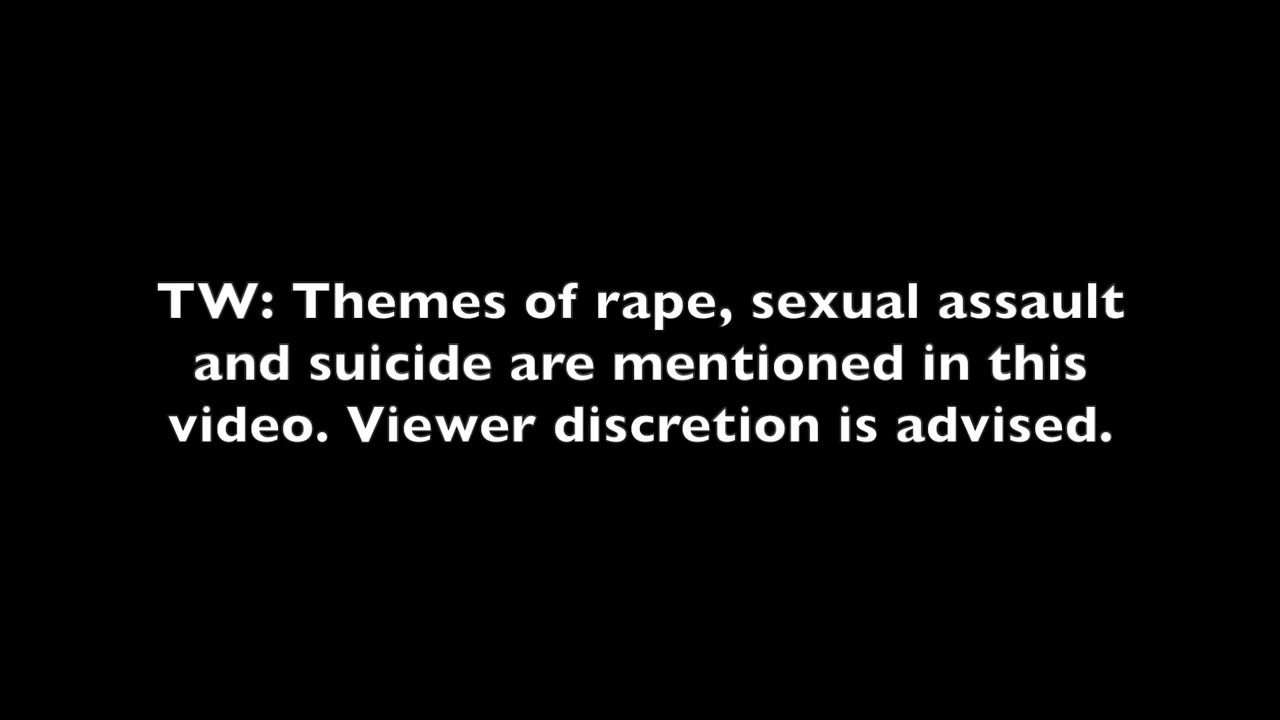 TW: Themes of rape, sexual assault
and suicide are mentioned in this
video. Viewer discretion is advised.